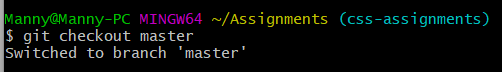 Manny@Manny-PC MINGW64 ~/Assignments (css-assignments)
$ git checkout master
Switched to branch 'master'